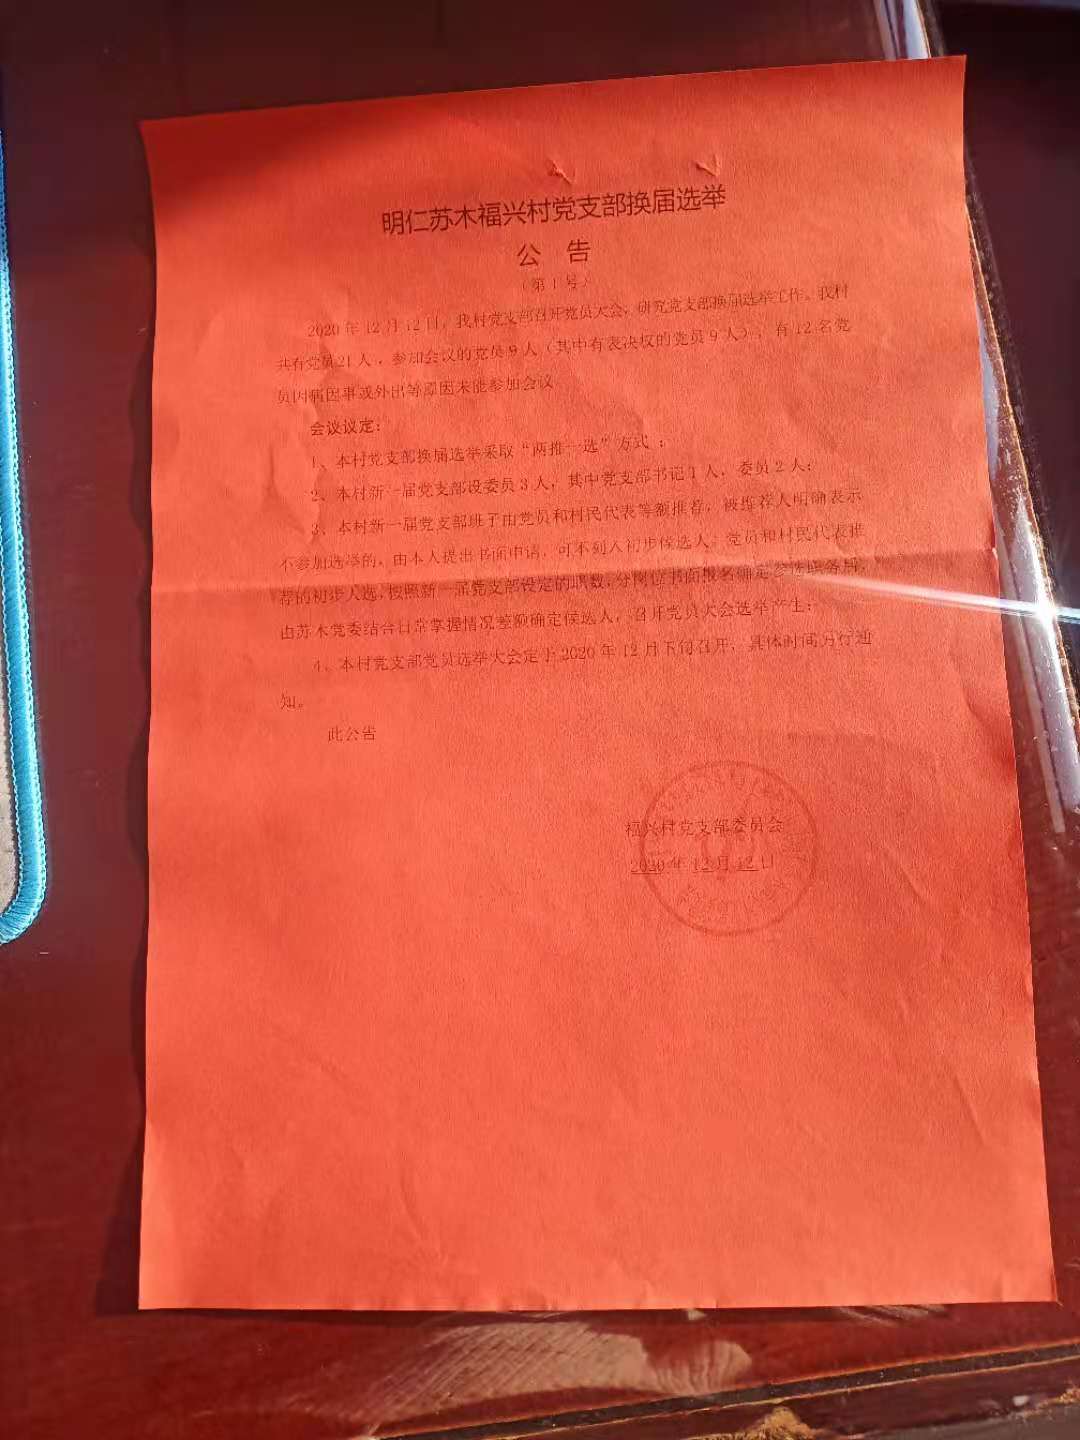 明仁苏木福兴村党支部换届选举
公 告
（第1号）
2020年12月12日，我村党支部召开党员大会，研究党支部换届选举工作。我村
共有党员21人，参加会议的党员9人（其中有表决权的党员9人），有12名党
员因病因事或外出等原因未能参加会议
会议议定：
1、本村党支部换届选举采取“两推一选”方式；
2、本村新一届党支部设委员3人，其中党支部书记1人，委员2人；
3、本村新一届党支部班子由党员和村民代表等额推荐，被推荐人明确表示
不参加选举的，由本人提出书面申请，可不列入初步候选人；党员和村民代表推
荐的初步人选，按照新一届党支部设定的职数，分岗位书面报名确定参选
由苏木党委结合日常掌握情况差额确定候选人，召开党员大会选举产生；
4、本村党支部党员选举大会定于2020年12月下旬召开，具体时间另行通
知。
此公告
福兴村党支部委员会
2020年12月12日